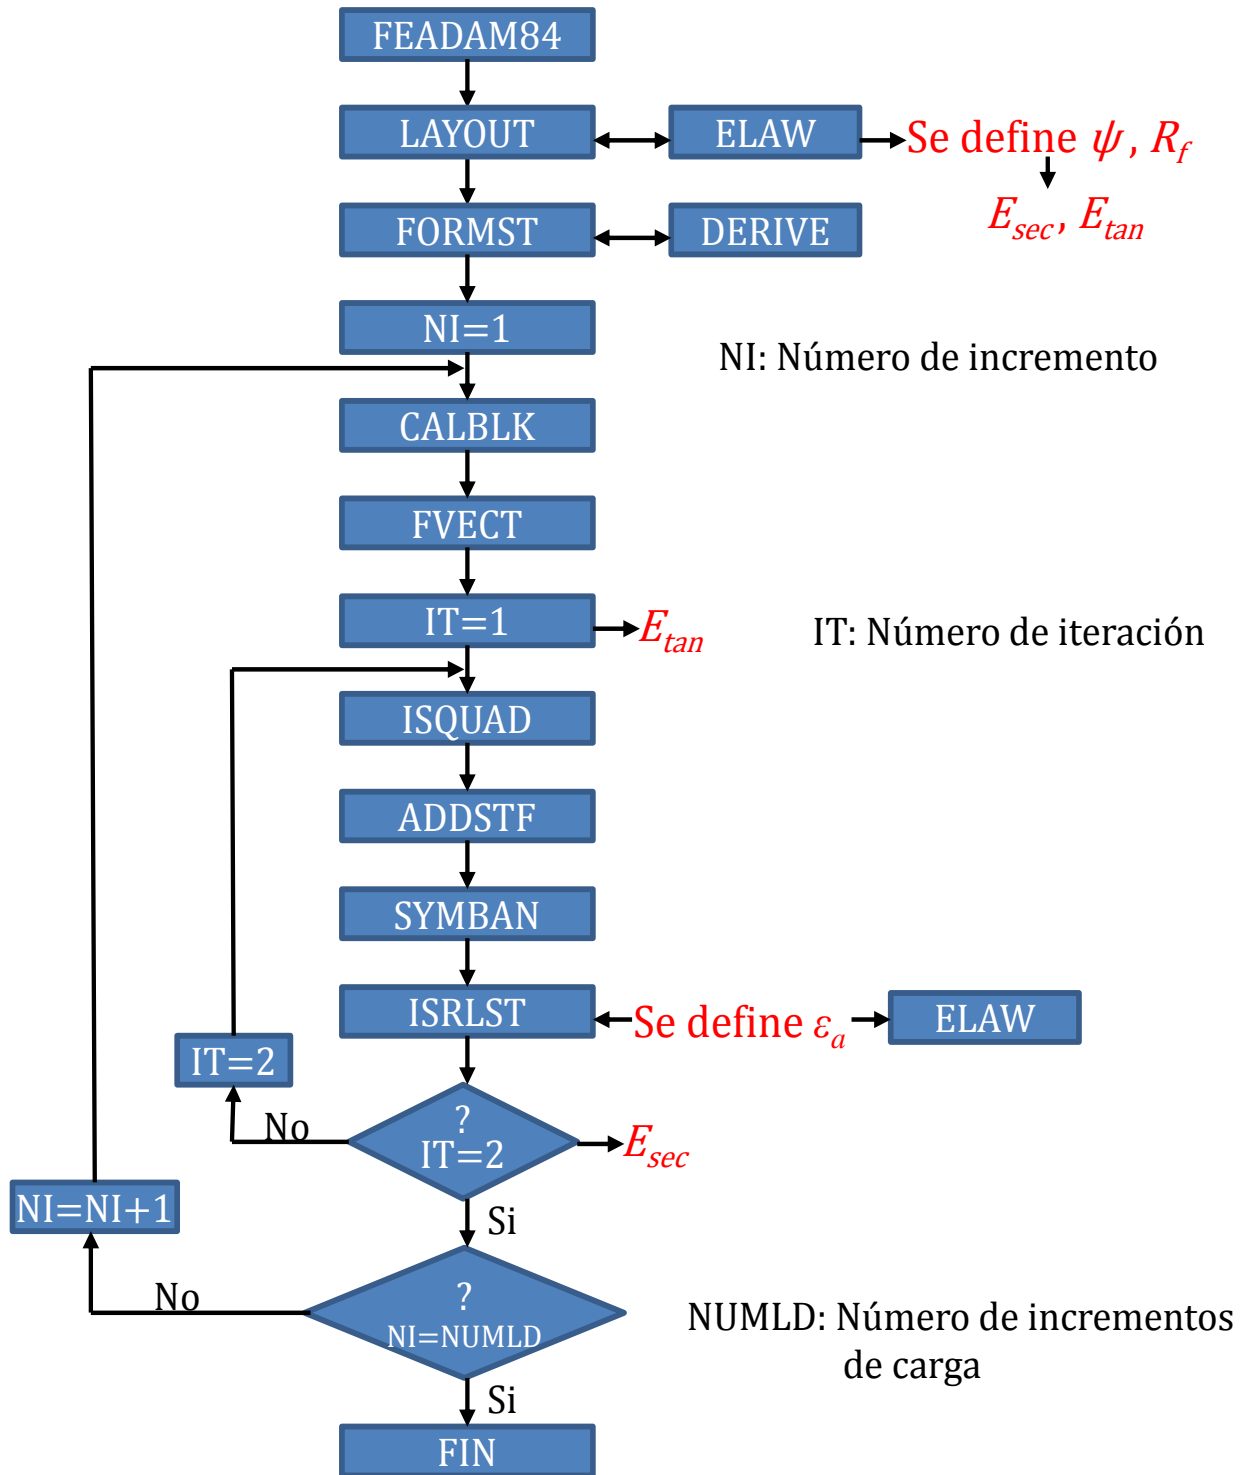 FEADAM84
LAYOUT
ELAW
Se define ψ, R_f
E_sec, E_tan
FORMST
DERIVE
NI=1
NI: Número de incremento
CALBLK
FVECT
IT=1
E_tan
IT: Número de iteración
ISQUAD
ADDSTF
SYMBAN
ISRLST
Se define ε_a
ELAW
IT=2
No
?
IT=2
E_sec
NI=NI+1
Si
No
?
NI=NUMLD
NUMLD: Número de incrementos
de carga
Si
FIN